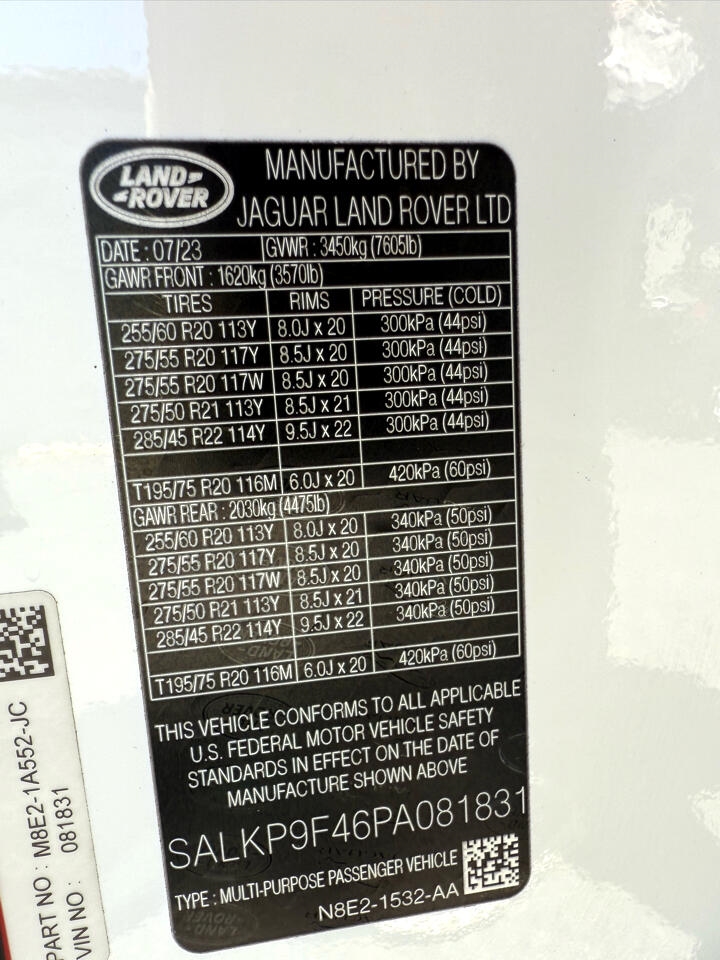 LAND-
-ROVER
MANUFACTURED BY
JAGUAR LAND ROVER LTD
DATE : 07/23 GVWR : 3450kg (7605lb)
GAWR FRONT : 1620kg (3570lb)
TIRES RIMS PRESSURE (COLD)
255/60 R20 113Y 8.0J x 20 300kPa (44psi)
275/55 R20 117Y 8.5J x 20 300kPa (44psi)
275/55 R20 117W 8.5J x 20 300kPa (44psi)
275/50 R21 113Y 8.5J x 21 300kPa (44psi)
285/45 R22 114Y 9.5J x 22 300kPa (44psi)
T195/75 R20 116M 6.0J x 20 420kPa (60psi)
GAWR REAR : 2030kg (4475lb)
255/60 R20 113Y 8.0J x 20 340kPa (50psi)
275/55 R20 117Y 8.5J x 20 340kPa (50psi)
275/55 R20 117W 8.5J x 20 340kPa (50psi)
275/50 R21 113Y 8.5J x 21 340kPa (50psi)
285/45 R22 114Y 9.5J x 22 340kPa (50psi)
T195/75 R20 116M 6.0J x 20 420kPa (60psi)
THIS VEHICLE CONFORMS TO ALL APPLICABLE
U.S. FEDERAL MOTOR VEHICLE SAFETY
STANDARDS IN EFFECT ON THE DATE OF
MANUFACTURE SHOWN ABOVE
SALKP9F46PA081831
TYPE : MULTI-PURPOSE PASSENGER VEHICLE
N8E2-1532-AA
PART NO : M8E2-1A552-JC
VIN NO : 081831